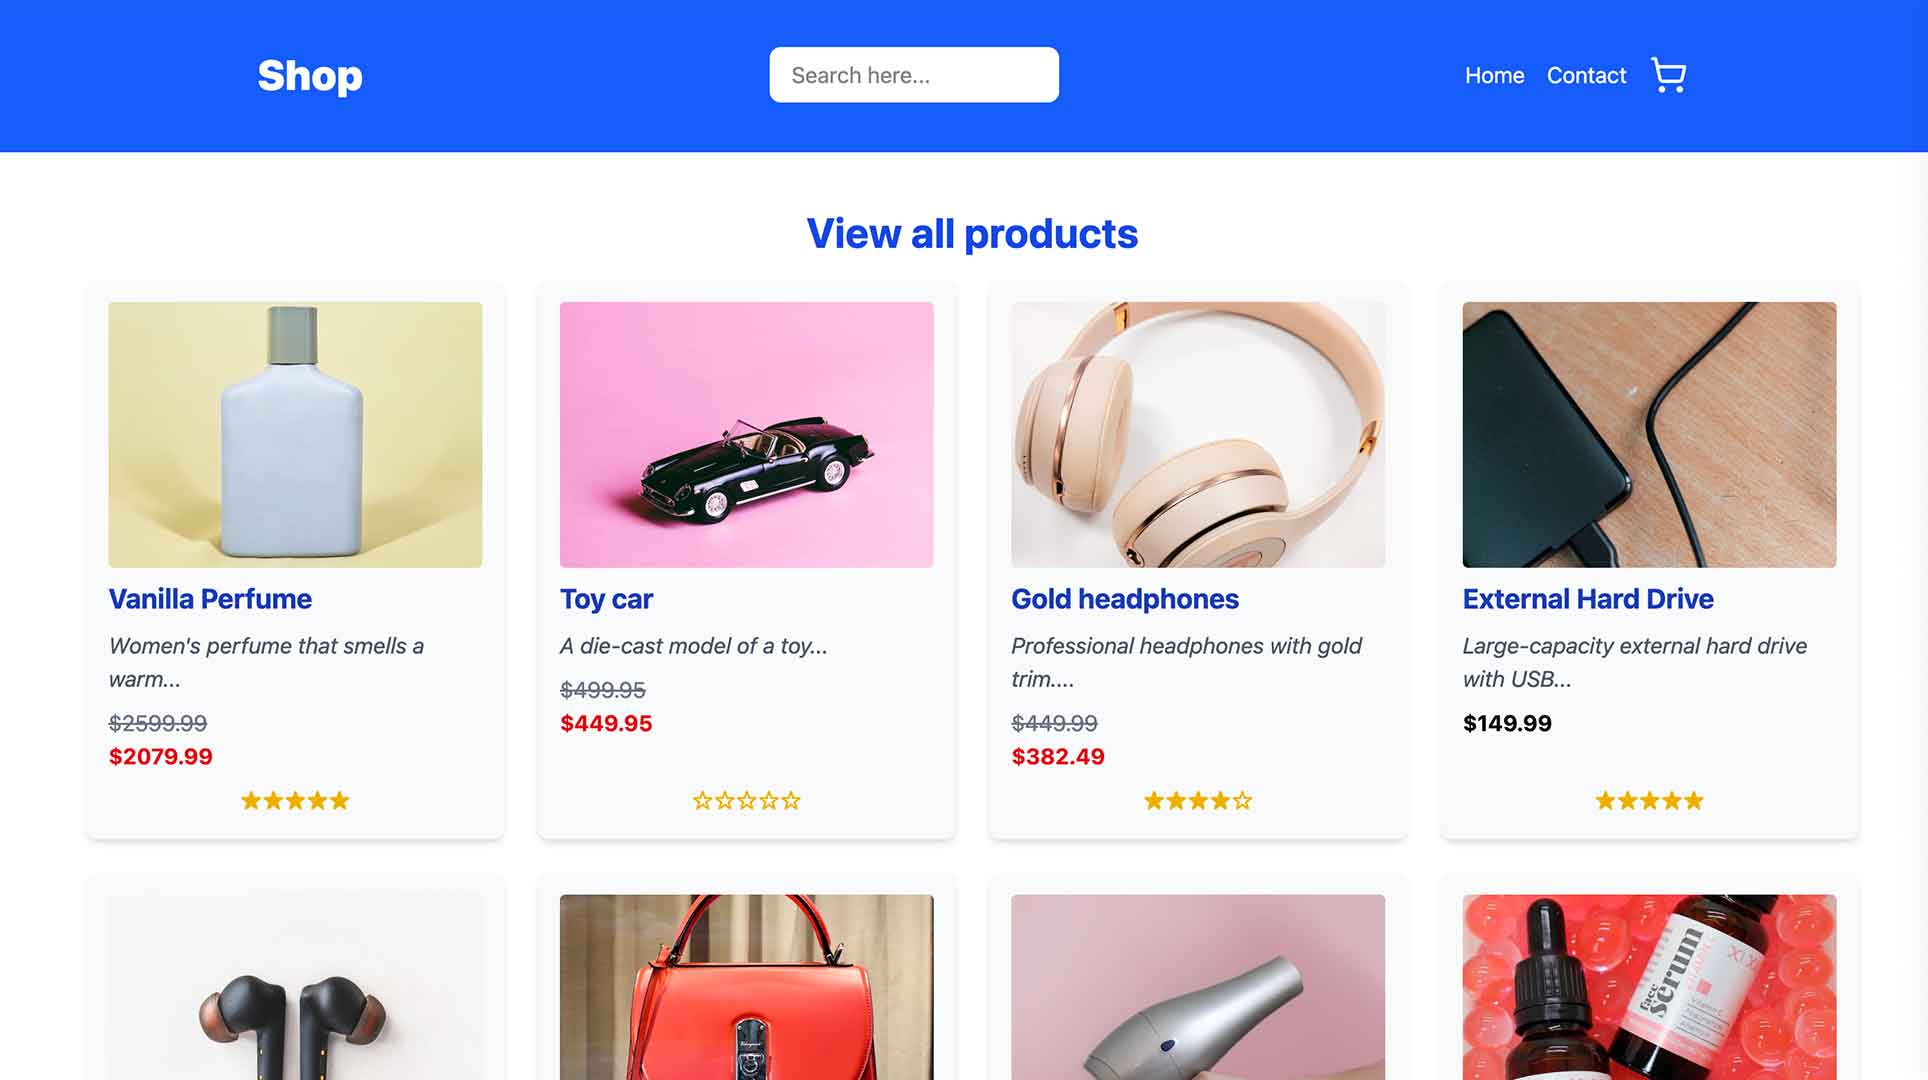 Shop
Search here...
Home
Contact
View all products
Vanilla Perfume
Women's perfume that smells a
warm...
$2599.99
$2079.99
Toy car
A die-cast model of a toy...
$499.95
$449.95
Gold headphones
Professional headphones with gold
trim....
$449.99
$382.49
External Hard Drive
Large-capacity external hard drive
with USB...
$149.99
face
serum
Vitamin C